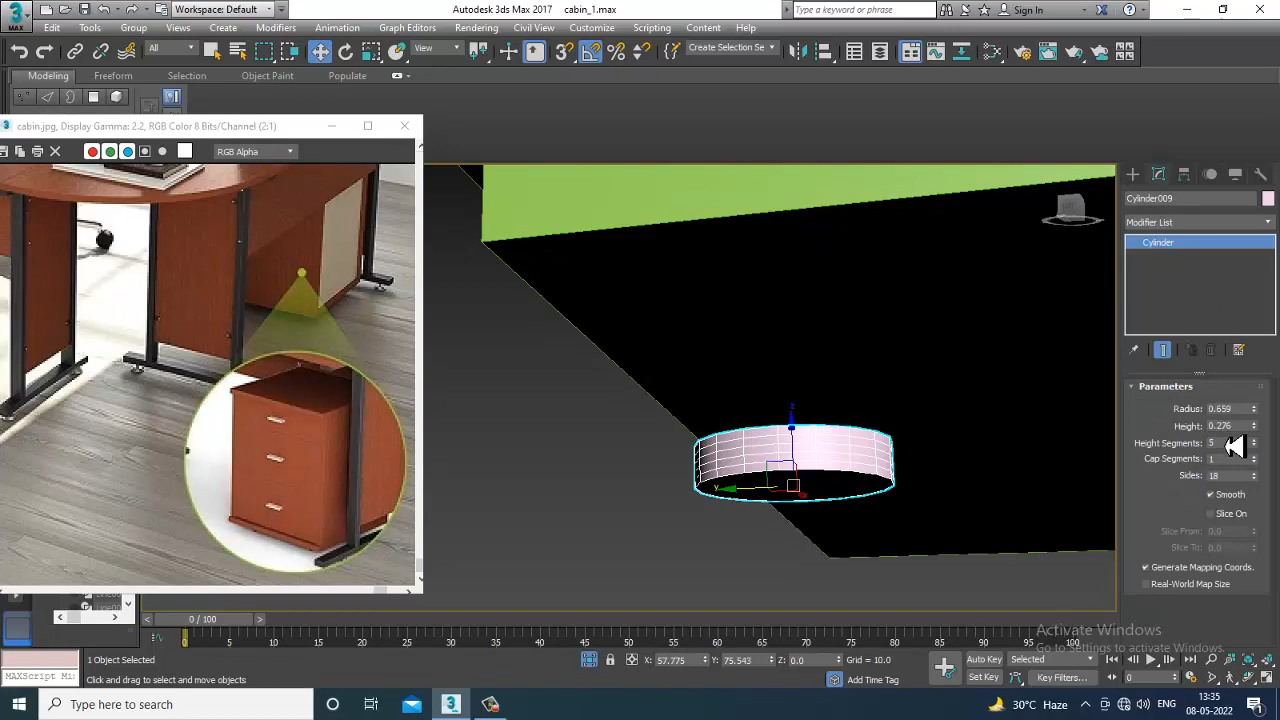 Workspace: Default
Autodesk 3ds Max 2017 cabin_1.max
Type a keyword or phrase
Sign In
MAX
Edit Tools Group Views Create Modifiers Animation Graph Editors Rendering Civil View Customize Scripting Content Help
All
View
Create Selection Se
Modeling Freeform Selection Object Paint Populate
cabin.jpg, Display Gamma: 2.2, RGB Color 8 Bits/Channel (2:1)
RGB Alpha
Cylinder009
Modifier List
Cylinder
Parameters
Radius: 0.659
Height: 0.276
Height Segments: 5
Cap Segments: 1
Sides: 18
Smooth
Slice On
Slice From: 0.0
Slice To: 0.0
Generate Mapping Coords.
Real-World Map Size
z
y
0 / 100
0 5 10 15 20 25 30 35 40 45 50 55 60 65 70 75 80 85 90 95 100
Activate Windows
Go to Settings to activate Windows.
1 Object Selected
X: 57.775 Y: 75.543 Z: 0.0 Grid = 10.0
Auto Key Selected
MAXScript Mi
Click and drag to select and move objects
Add Time Tag
Set Key Key Filters... 0
Type here to search
30°C Haze
ENG
13:35
08-05-2022